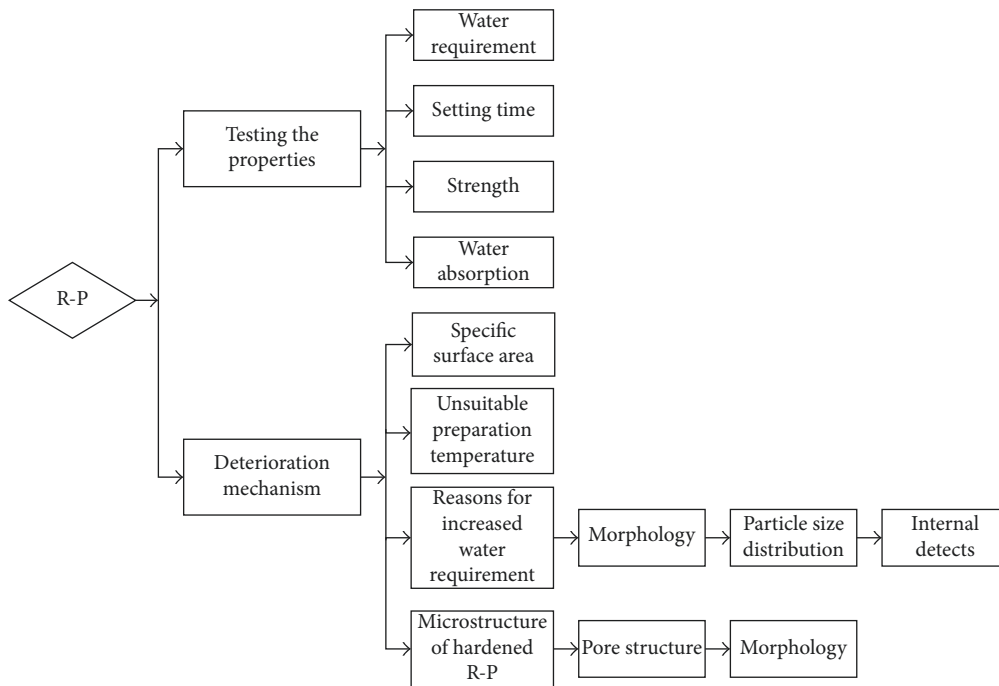 R-P
Testing the
properties
Water
requirement
Setting time
Strength
Water
absorption
Deterioration
mechanism
Specific
surface area
Unsuitable
preparation
temperature
Reasons for
increased
water
requirement
Morphology
Particle size
distribution
Internal
detects
Microstructure
of hardened
R-P
Pore structure
Morphology